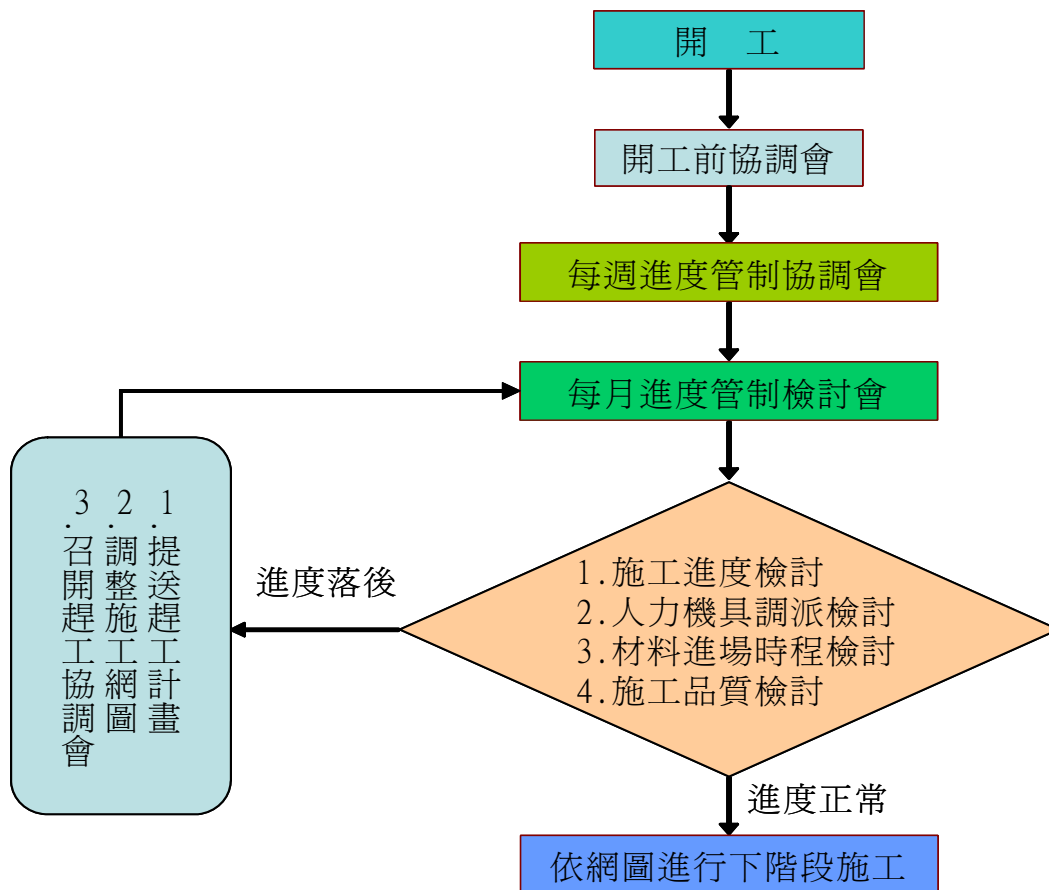 開 工
開工前協調會
每週進度管制協調會
每月進度管制檢討會
1.施工進度檢討
2.人力機具調派檢討
3.材料進場時程檢討
4.施工品質檢討
進度落後
1.提送趕工計畫
2.調整施工網圖
3.召開趕工協調會
進度正常
依網圖進行下階段施工